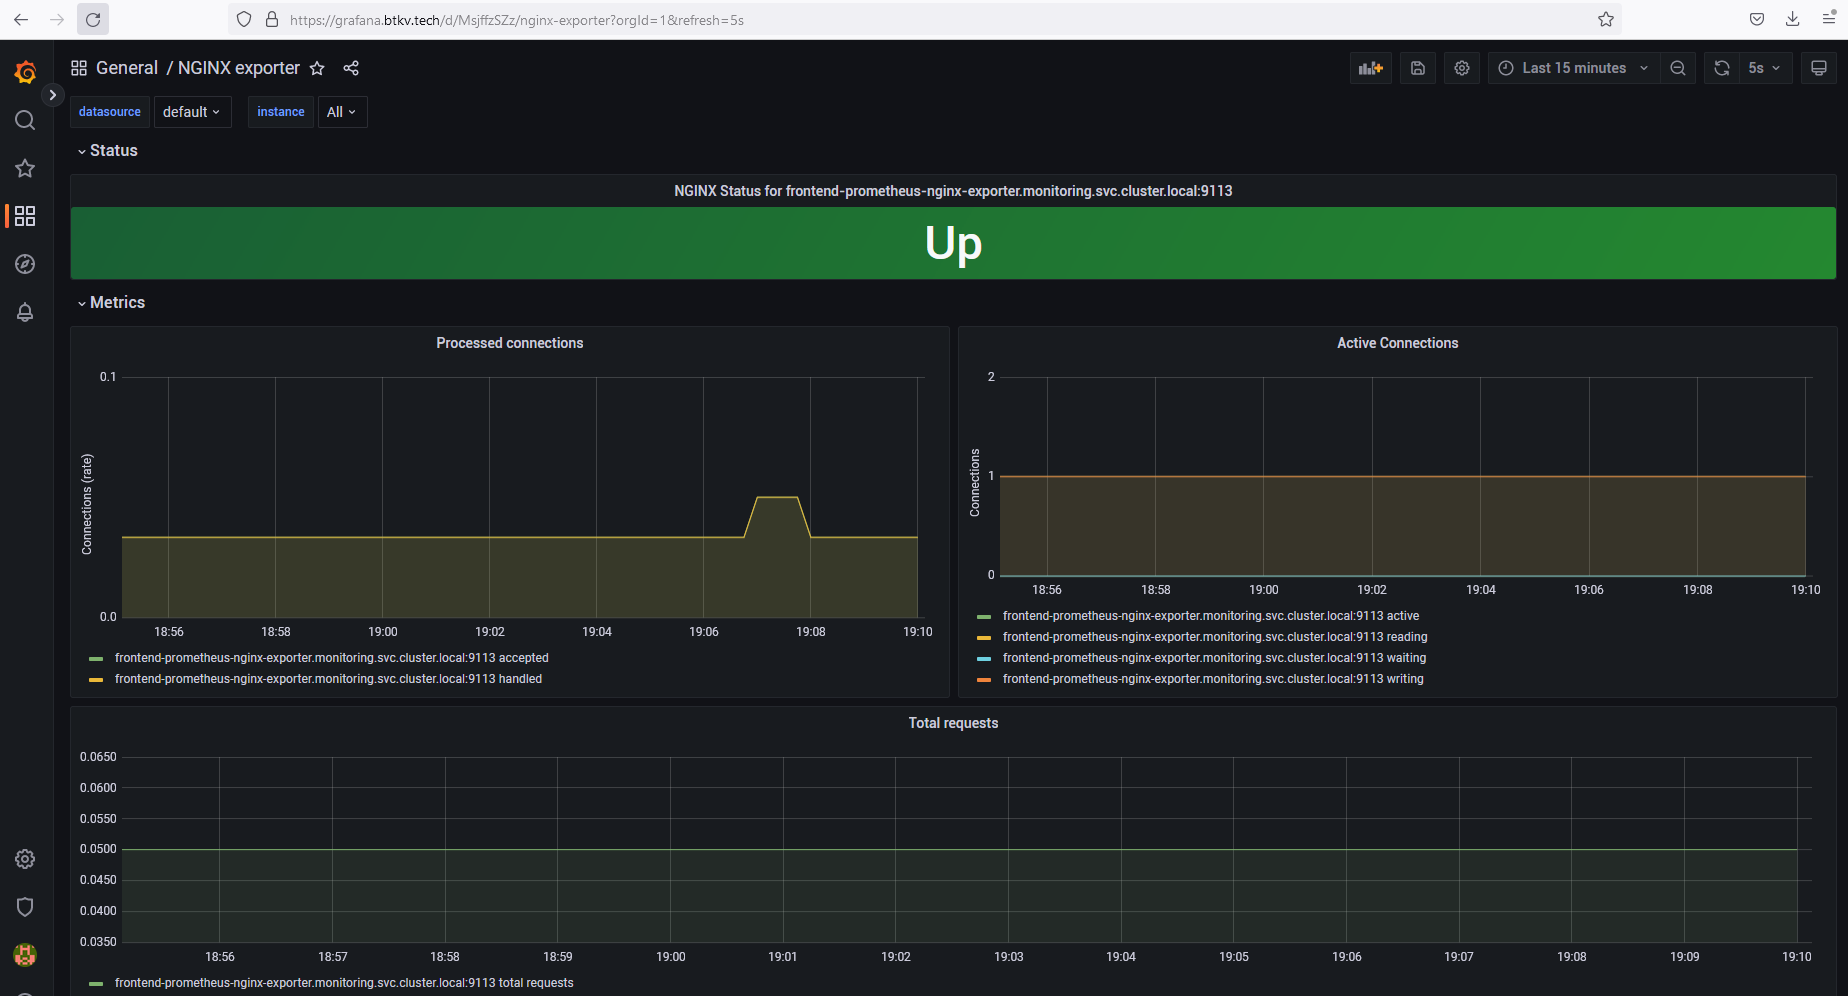 https://grafana.btkv.tech/d/MsjffzSZz/nginx-exporter?orgId=1&refresh=5s
General / NGINX exporter
Last 15 minutes
5s
datasource default instance All
Status
NGINX Status for frontend-prometheus-nginx-exporter.monitoring.svc.cluster.local:9113
Up
Metrics
Processed connections
0.1
Connections (rate)
0.0
18:56 18:58 19:00 19:02 19:04 19:06 19:08 19:10
frontend-prometheus-nginx-exporter.monitoring.svc.cluster.local:9113 accepted
frontend-prometheus-nginx-exporter.monitoring.svc.cluster.local:9113 handled
Active Connections
2
Connections
1
0
18:56 18:58 19:00 19:02 19:04 19:06 19:08 19:10
frontend-prometheus-nginx-exporter.monitoring.svc.cluster.local:9113 active
frontend-prometheus-nginx-exporter.monitoring.svc.cluster.local:9113 reading
frontend-prometheus-nginx-exporter.monitoring.svc.cluster.local:9113 waiting
frontend-prometheus-nginx-exporter.monitoring.svc.cluster.local:9113 writing
Total requests
0.0650
0.0600
0.0550
0.0500
0.0450
0.0400
0.0350
18:56 18:57 18:58 18:59 19:00 19:01 19:02 19:03 19:04 19:05 19:06 19:07 19:08 19:09 19:10
frontend-prometheus-nginx-exporter.monitoring.svc.cluster.local:9113 total requests